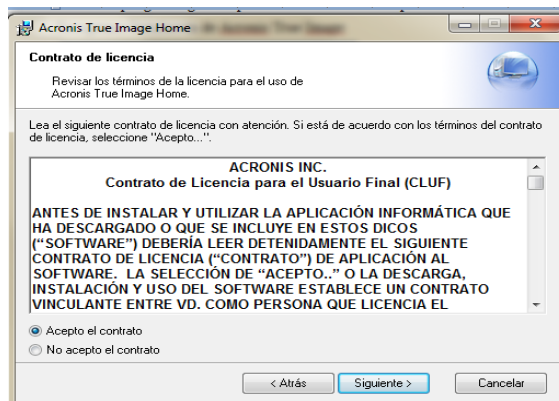 Acronis True Image Home
Contrato de licencia
Revisar los términos de la licencia para el uso de
Acronis True Image Home.
Lea el siguiente contrato de licencia con atención. Si está de acuerdo con los términos del contrato
de licencia, seleccione "Acepto...".
ACRONIS INC.
Contrato de Licencia para el Usuario Final (CLUF)
ANTES DE INSTALAR Y UTILIZAR LA APLICACIÓN INFORMÁTICA QUE
HA DESCARGADO O QUE SE INCLUYE EN ESTOS DICOS
(“SOFTWARE”) DEBERÍA LEER DETENIDAMENTE EL SIGUIENTE
CONTRATO DE LICENCIA (“CONTRATO”) DE APLICACIÓN AL
SOFTWARE. LA SELECCIÓN DE “ACEPTO..” O LA DESCARGA,
INSTALACIÓN Y USO DEL SOFTWARE ESTABLECE UN CONTRATO
VINCULANTE ENTRE VD. COMO PERSONA QUE LICENCIA EL
Acepto el contrato
No acepto el contrato
< Atrás Siguiente > Cancelar